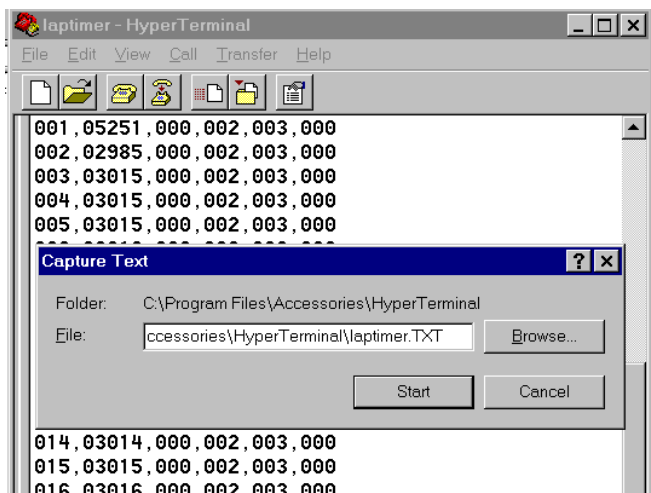 laptimer - HyperTerminal
File Edit View Call Transfer Help
001,05251,000,002,003,000
002,02985,000,002,003,000
003,03015,000,002,003,000
004,03015,000,002,003,000
005,03015,000,002,003,000
Capture Text
Folder: C:\Program Files\Accessories\HyperTerminal
File: ccessories\HyperTerminal\laptimer.TXT Browse...
Start Cancel
014,03014,000,002,003,000
015,03015,000,002,003,000
016,03016,000,002,003,000